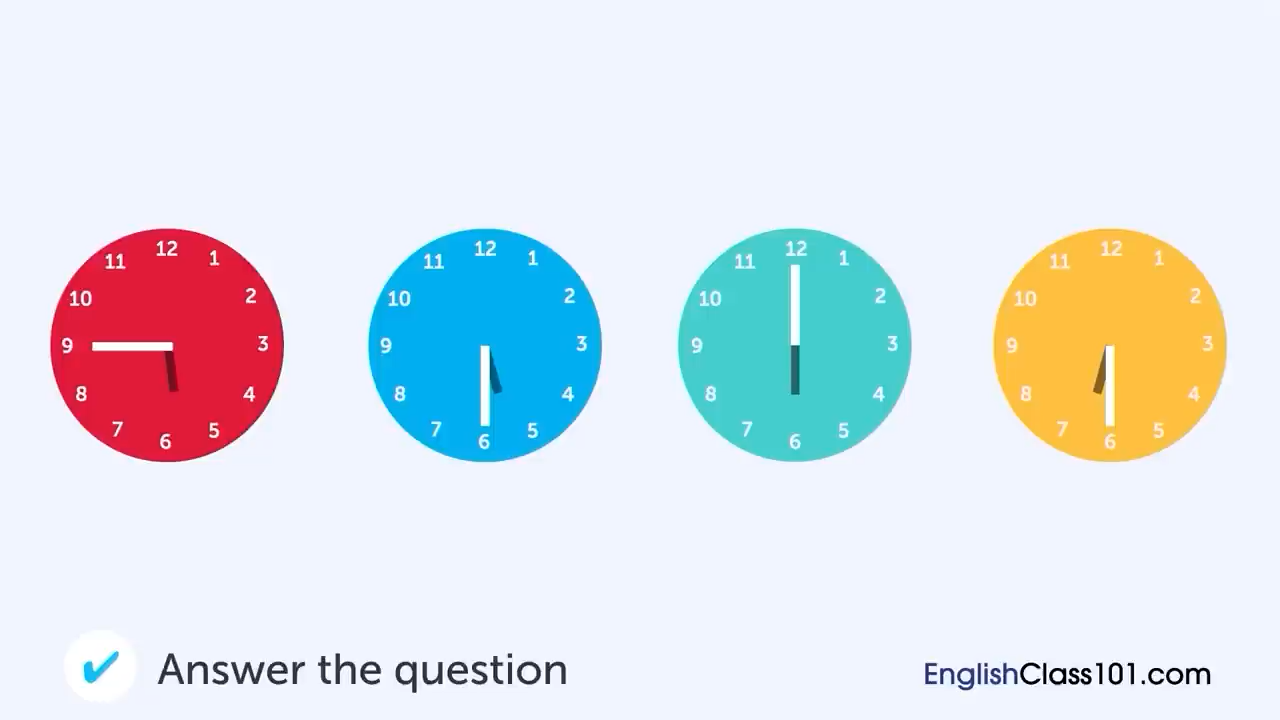 12 12 12 12
11 1 11 1 11 1 11 1
10 2 10 2 10 2 10 2
9 3 9 3 9 3 9 3
8 4 8 4 8 4 8 4
7 5 7 5 7 5 7 5
6 6 6 6
Answer the question
EnglishClass101.com